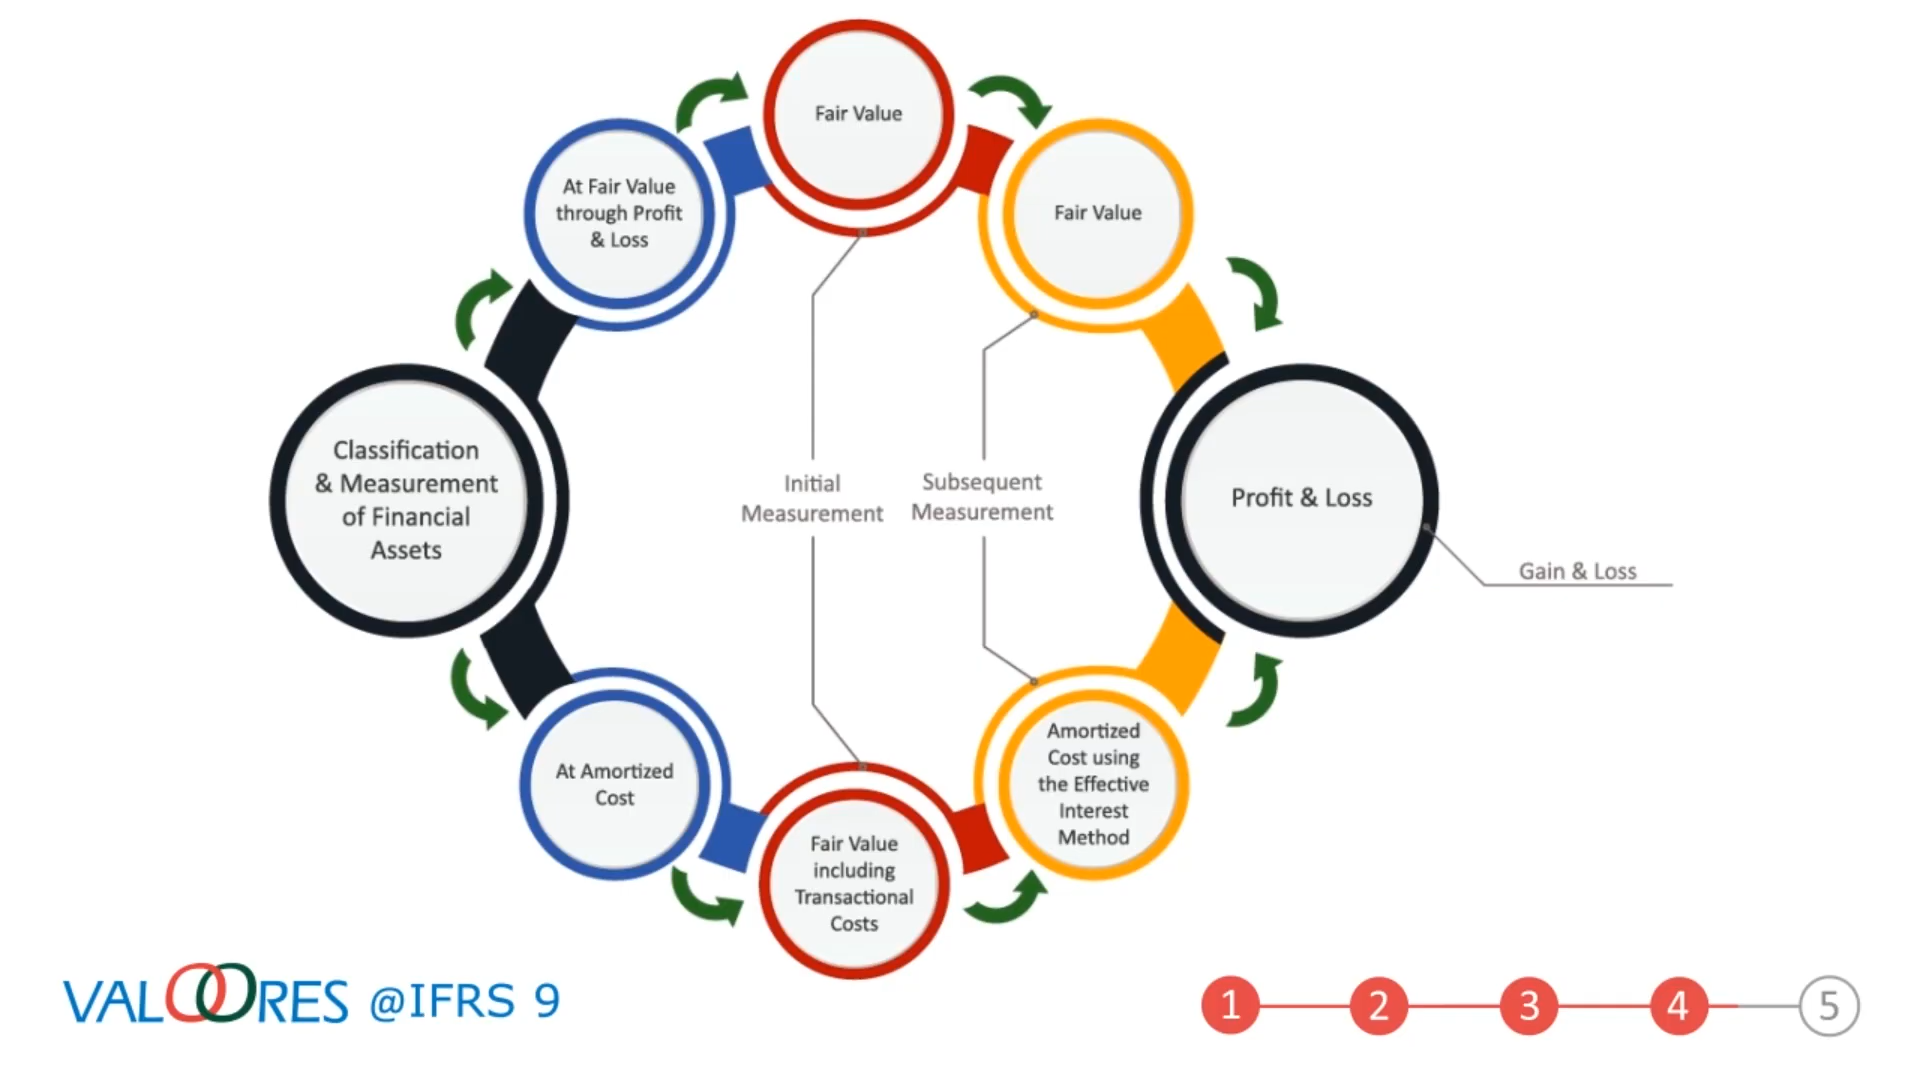 Fair Value
At Fair Value
through Profit
& Loss
Fair Value
Classification
& Measurement
of Financial
Assets
Initial
Measurement
Subsequent
Measurement
Profit & Loss
Gain & Loss
At Amortized
Cost
Fair Value
including
Transactional
Costs
Amortized
Cost using
the Effective
Interest
Method
VALOORES @IFRS 9
1 2 3 4 5